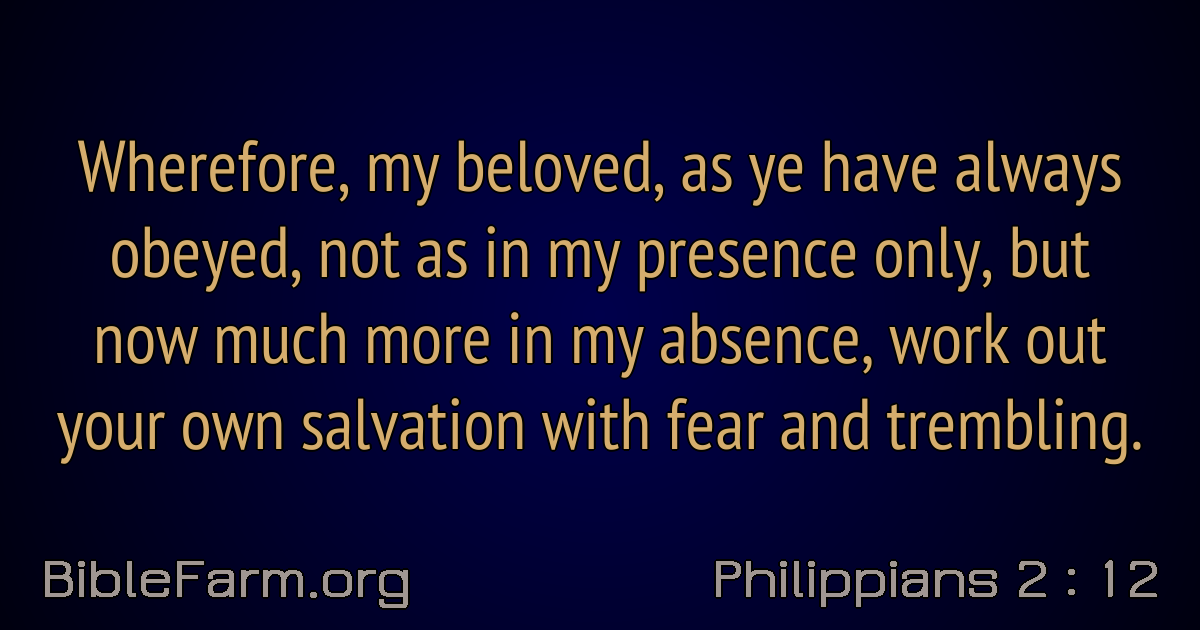 Wherefore, my beloved, as ye have always
obeyed, not as in my presence only, but
now much more in my absence, work out
your own salvation with fear and trembling.
BibleFarm.org
Philippians 2 : 12